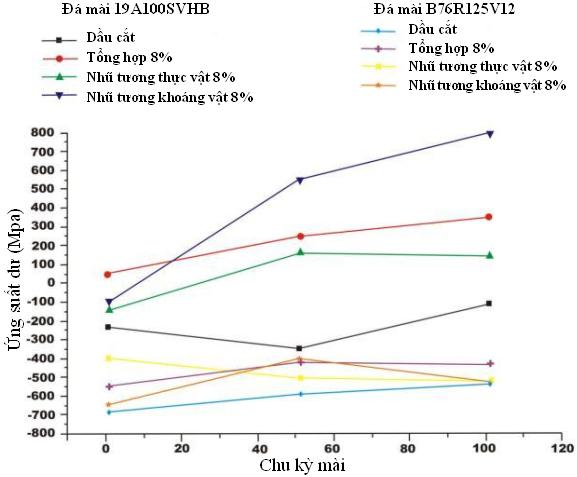 Đá mài 19A100SVHB
Dầu cắt
Tổng hợp 8%
Nhũ tương thực vật 8%
Nhũ tương khoáng vật 8%
Đá mài B76R125V12
Dầu cắt
Tổng hợp 8%
Nhũ tương thực vật 8%
Nhũ tương khoáng vật 8%
Ứng suất dư (Mpa)
800
700
600
500
400
300
200
100
0
-100
-200
-300
-400
-500
-600
-700
-800
0
20
40
60
80
100
120
Chu kỳ mài